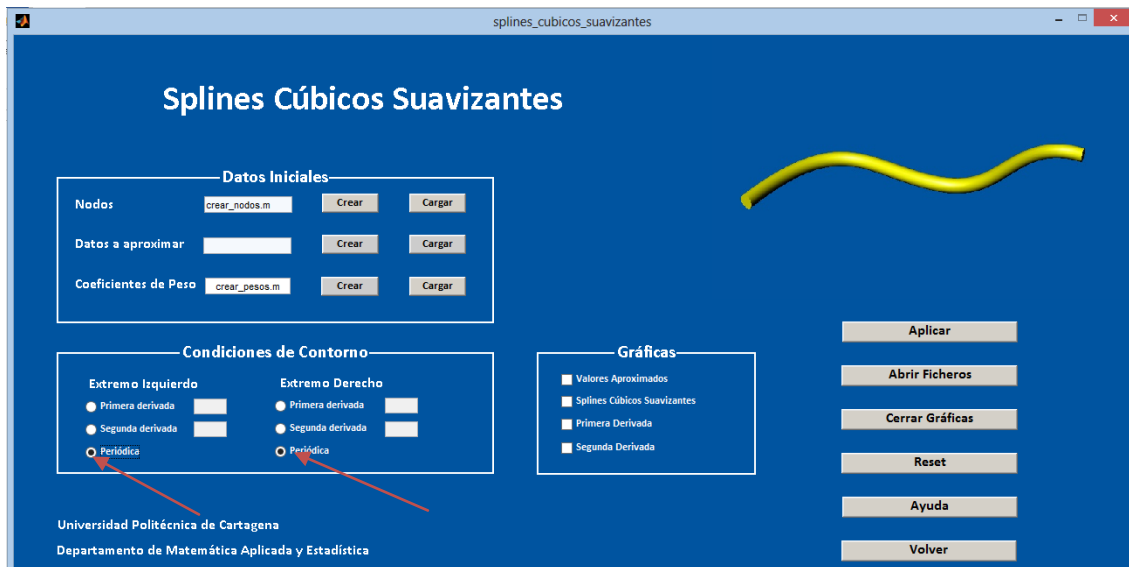 splines_cubicos_suavizantes
Splines Cúbicos Suavizantes
Datos Iniciales
Nodos crear_nodos.m Crear Cargar
Datos a aproximar Crear Cargar
Coeficientes de Peso crear_pesos.m Crear Cargar
Condiciones de Contorno
Extremo Izquierdo Extremo Derecho
Primera derivada Primera derivada
Segunda derivada Segunda derivada
Periódica Periódica
Gráficas
Valores Aproximados
Splines Cúbicos Suavizantes
Primera Derivada
Segunda Derivada
Aplicar
Abrir Ficheros
Cerrar Gráficas
Reset
Ayuda
Volver
Universidad Politécnica de Cartagena
Departamento de Matemática Aplicada y Estadística